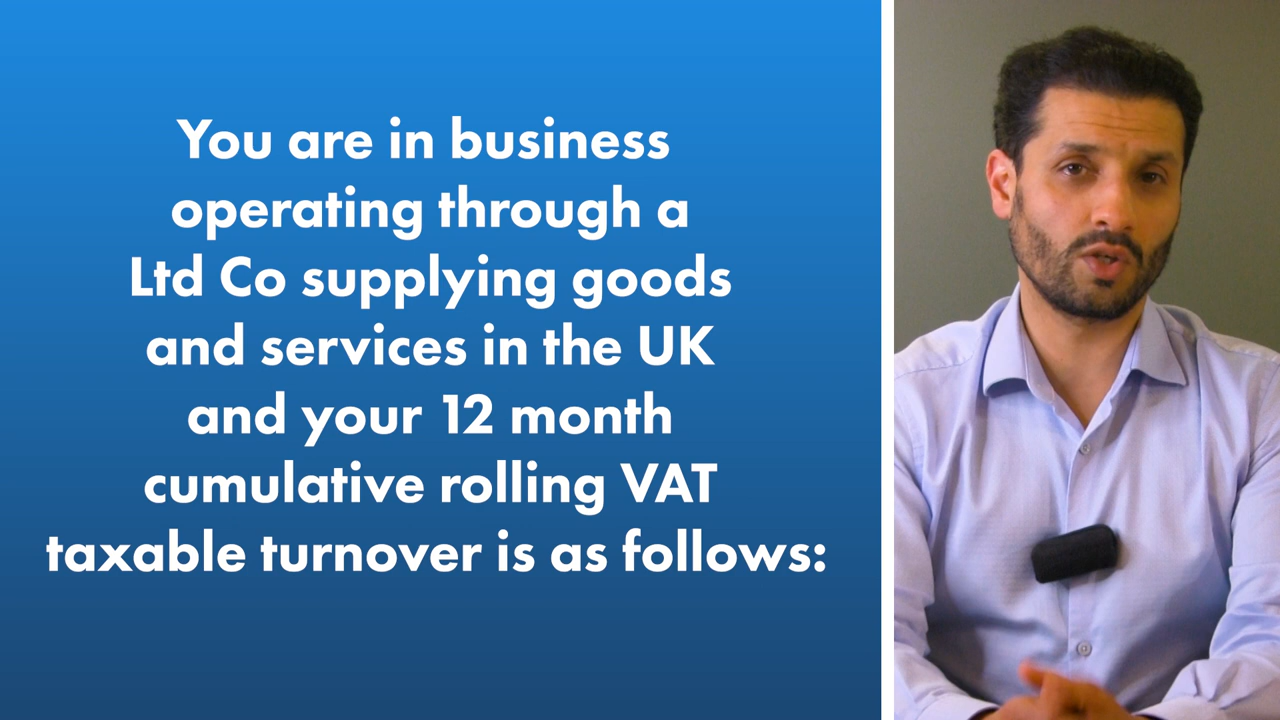 You are in business
operating through a
Ltd Co supplying goods
and services in the UK
and your 12 month
cumulative rolling VAT
taxable turnover is as follows: